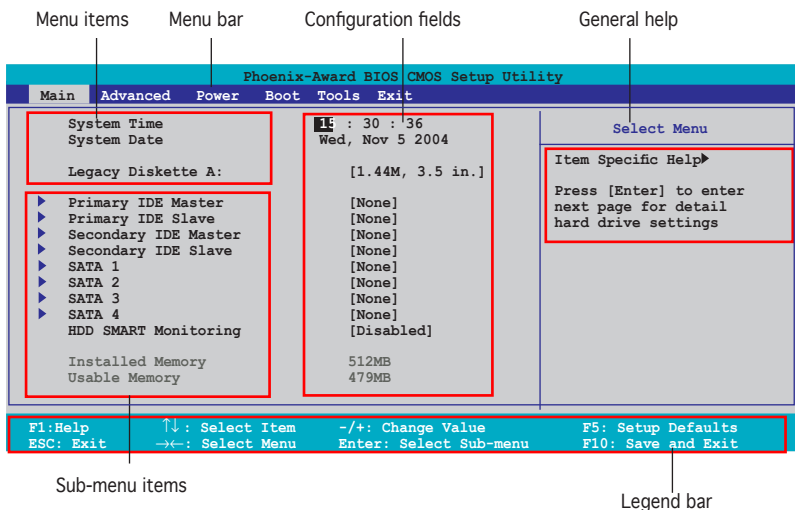 Menu items Menu bar Configuration fields General help
Phoenix-Award BIOS CMOS Setup Utility
Main Advanced Power Boot Tools Exit
System Time 15 : 30 : 36
System Date Wed, Nov 5 2004
Legacy Diskette A: [1.44M, 3.5 in.]
Primary IDE Master [None]
Primary IDE Slave [None]
Secondary IDE Master [None]
Secondary IDE Slave [None]
SATA 1 [None]
SATA 2 [None]
SATA 3 [None]
SATA 4 [None]
HDD SMART Monitoring [Disabled]
Installed Memory 512MB
Usable Memory 479MB
Select Menu
Item Specific Help
Press [Enter] to enter
next page for detail
hard drive settings
F1:Help ↑↓: Select Item -/+: Change Value F5: Setup Defaults
ESC: Exit →←: Select Menu Enter: Select Sub-menu F10: Save and Exit
Sub-menu items
Legend bar